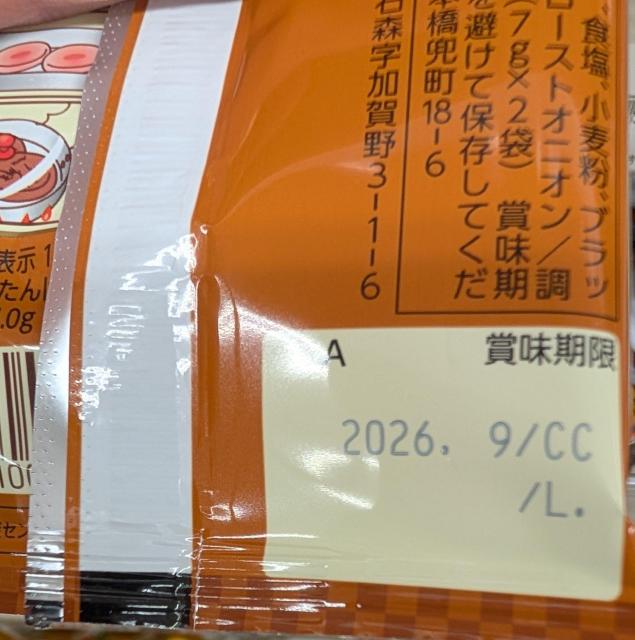 、食塩、小麦粉、ブラッ
ローストオニオン/調
(7g×2袋) 賞味期
を避けて保存してくだ
本橋兜町18-6
石森字加賀野3-1-6
A 賞味期限
2026. 9/CC
/L.
表示 1
たん
.0g